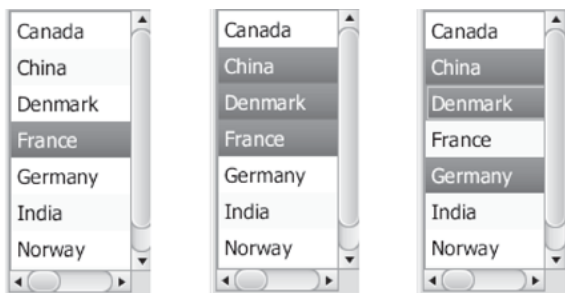 Canada
China
Denmark
France
Germany
India
Norway
Canada
China
Denmark
France
Germany
India
Norway
Canada
China
Denmark
France
Germany
India
Norway